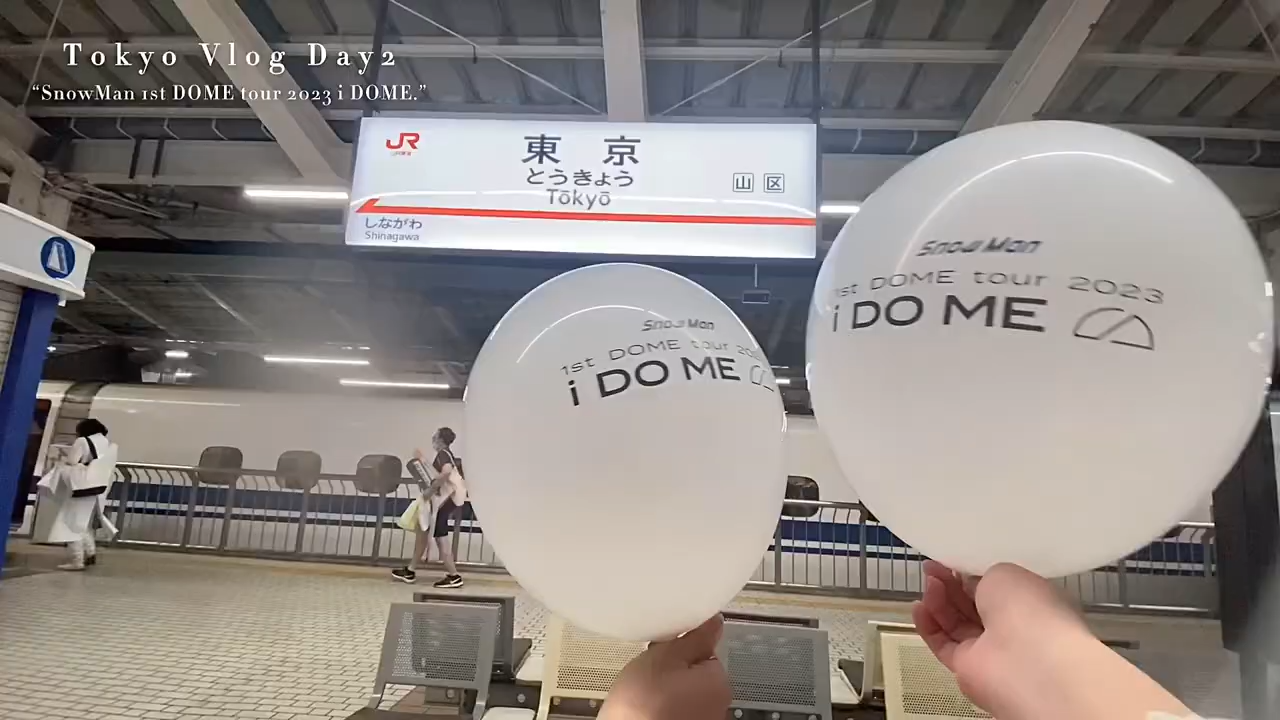 Tokyo Vlog Day2
“SnowMan 1st DOME tour 2023 i DOME.”
JR
東京
とうきょう
Tōkyō
山 区
しながわ
Shinagawa
Snow Man
1st DOME tour 2023
i DO ME
Snow Man
1st DOME tour
i DO ME